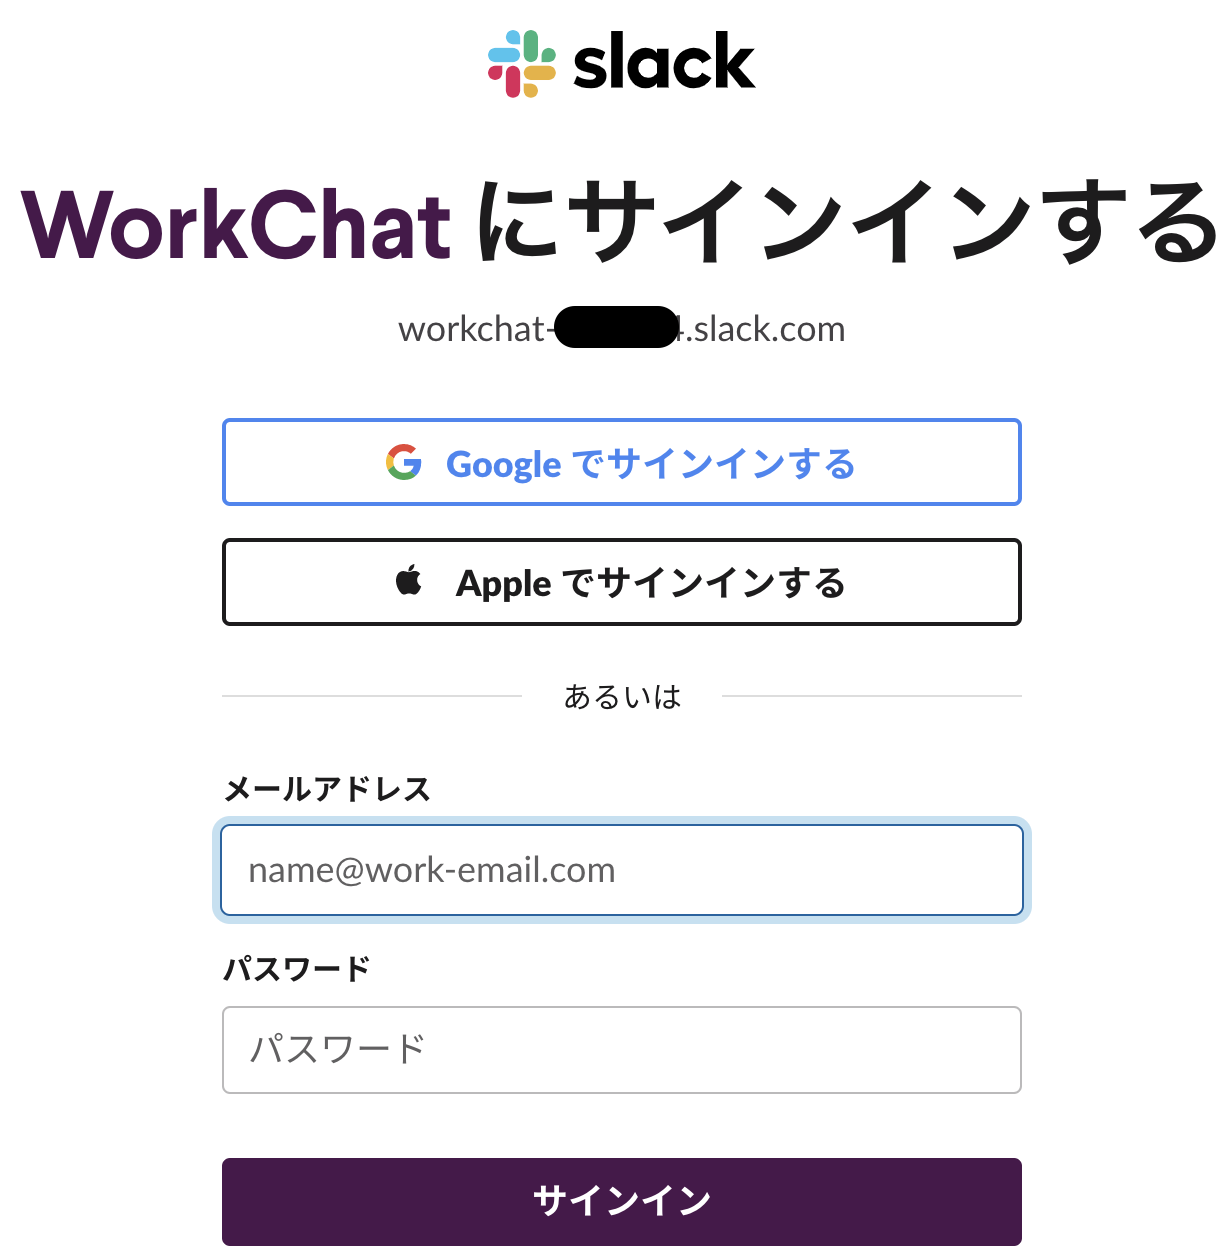 slack
WorkChat にサインインする
workchat-4.slack.com
Google でサインインする
Apple でサインインする
あるいは
メールアドレス
name@work-email.com
パスワード
パスワード
サインイン